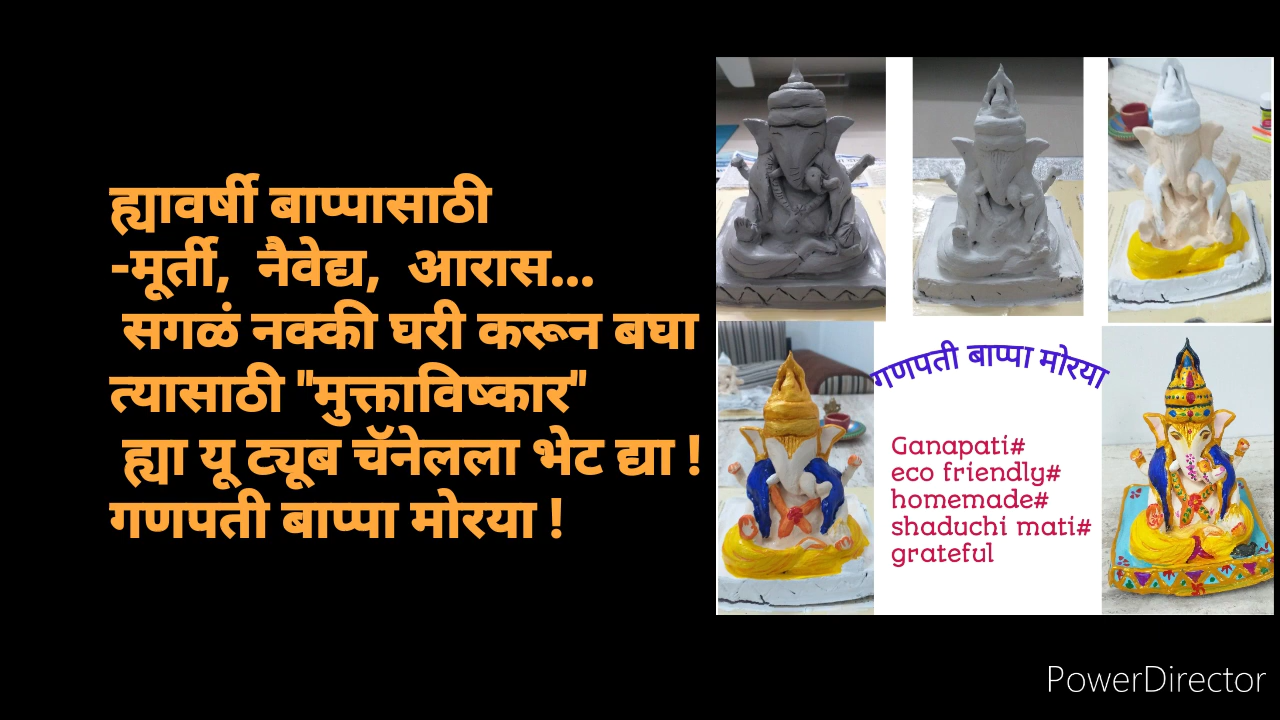 ह्यावर्षी बाप्पासाठी
-मूर्ती, नैवेद्य, आरास...
सगळं नक्की घरी करून बघा
त्यासाठी "मुक्ताविष्कार"
ह्या यू ट्यूब चॅनेलला भेट द्या !
गणपती बाप्पा मोरया !
गणपती बाप्पा मोरया
Ganapati#
eco friendly#
homemade#
shaduchi mati#
grateful
PowerDirector